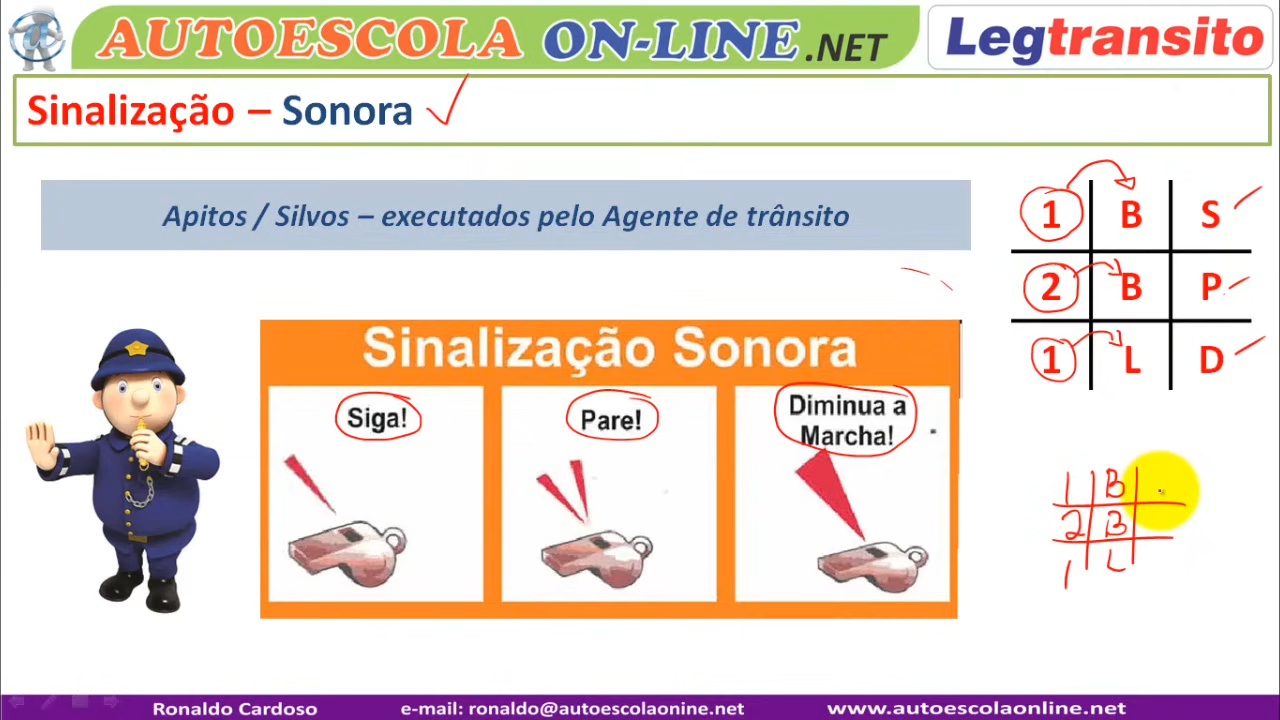 AUTOESCOLA ON-LINE.NET
Legtransito
Sinalização – Sonora
Apitos / Silvos – executados pelo Agente de trânsito
1 B S
2 B P
1 L D
Sinalização Sonora
Siga!
Pare!
Diminua a
Marcha!
1 B
2 B
1 L
Ronaldo Cardoso e-mail: ronaldo@autoescolaonline.net www.autoescolaonline.net